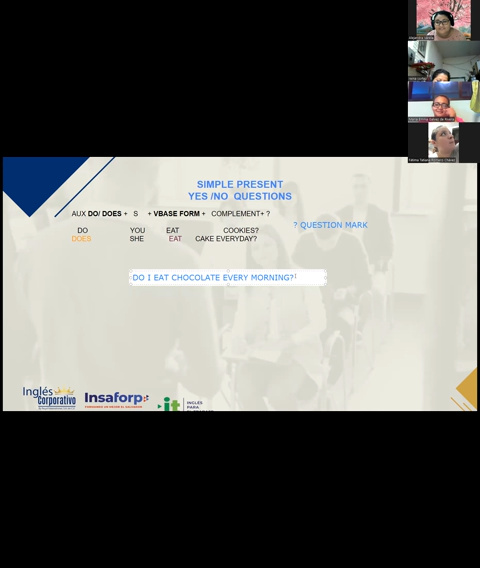 SIMPLE PRESENT
YES /NO QUESTIONS
AUX DO/ DOES + S + VBASE FORM + COMPLEMENT+ ?
? QUESTION MARK
DO YOU EAT COOKIES?
DOES SHE EAT CAKE EVERYDAY?
DO I EAT CHOCOLATE EVERY MORNING?
Inglés
Corporativo
Insaforp
it
INGLÉS
PARA